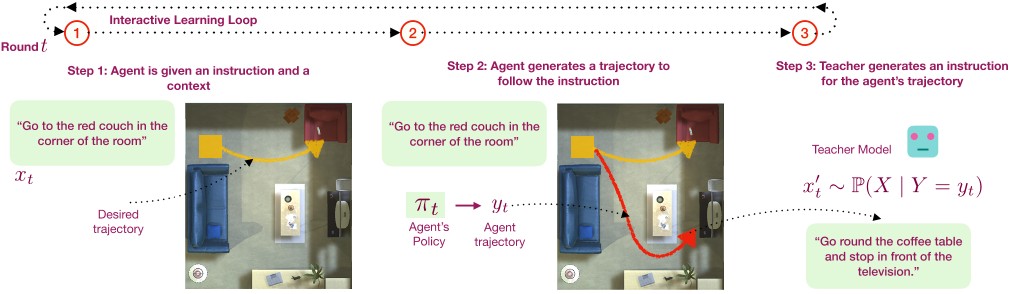 Interactive Learning Loop
Round t
1
2
3
Step 1: Agent is given an instruction and a
context
“Go to the red couch in the
corner of the room”
x_t
Desired
trajectory
Step 2: Agent generates a trajectory to
follow the instruction
“Go to the red couch in the
corner of the room”
π_t → y_t
Agent's
Policy
Agent
trajectory
Step 3: Teacher generates an instruction
for the agent's trajectory
Teacher Model
x'_t ∼ ℙ(X | Y = y_t)
“Go round the coffee table
and stop in front of the
television.”